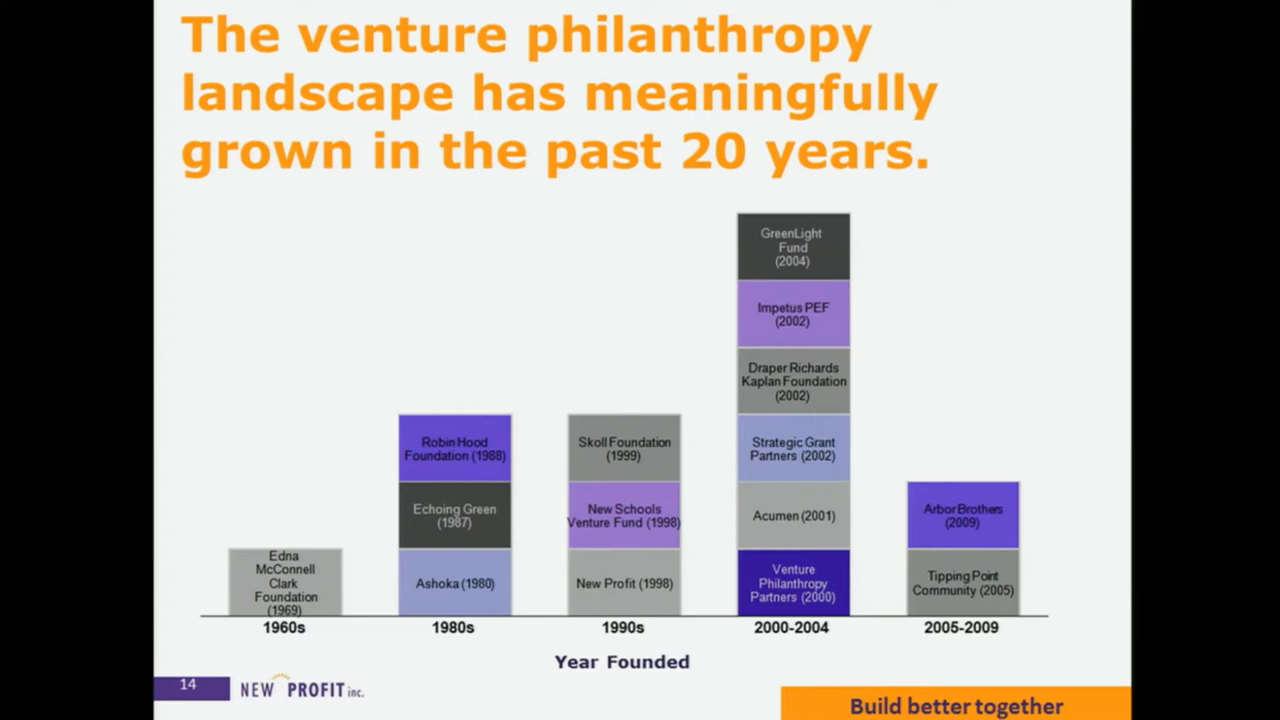 The venture philanthropy
landscape has meaningfully
grown in the past 20 years.
Edna
McConnell
Clark
Foundation
(1969)
1960s
Robin Hood
Foundation (1988)
Echoing Green
(1987)
Ashoka (1980)
1980s
Skoll Foundation
(1999)
New Schools
Venture Fund (1998)
New Profit (1998)
1990s
GreenLight
Fund
(2004)
Impetus PEF
(2002)
Draper Richards
Kaplan Foundation
(2002)
Strategic Grant
Partners (2002)
Acumen (2001)
Venture
Philanthropy
Partners (2000)
2000-2004
Arbor Brothers
(2009)
Tipping Point
Community (2005)
2005-2009
Year Founded
14
NEW PROFIT inc.
Build better together